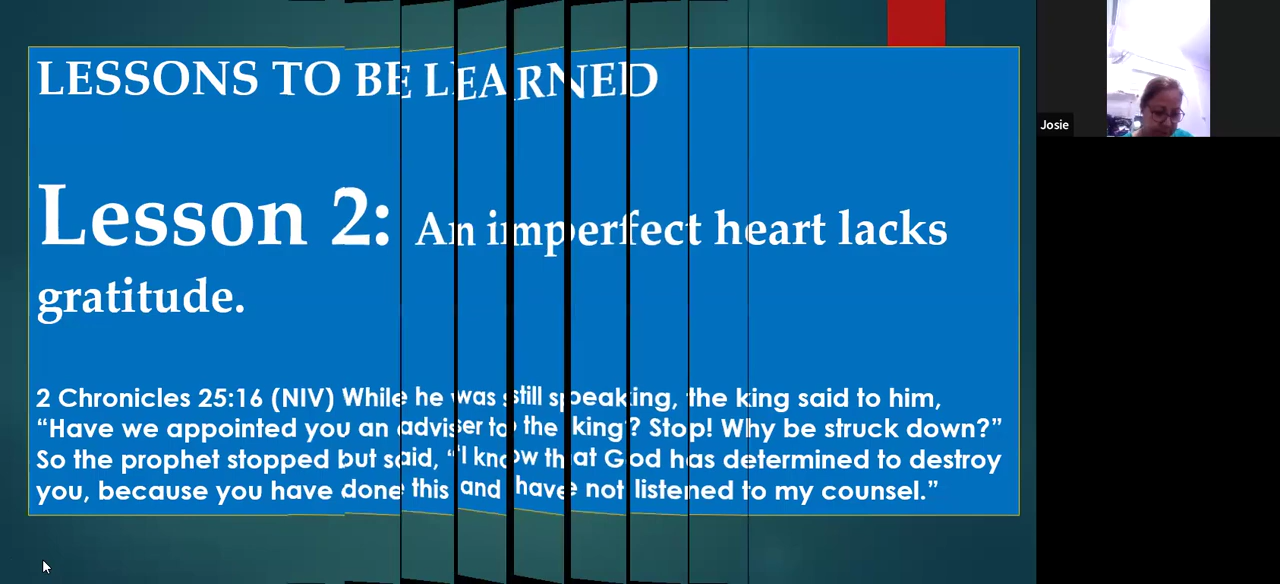 LESSONS TO BE LEARNED
Lesson 2: An imperfect heart lacks
gratitude.
2 Chronicles 25:16 (NIV) While he was still speaking, the king said to him,
“Have we appointed you an adviser to the king? Stop! Why be struck down?”
So the prophet stopped but said, “I know that God has determined to destroy
you, because you have done this and have not listened to my counsel.”
Josie